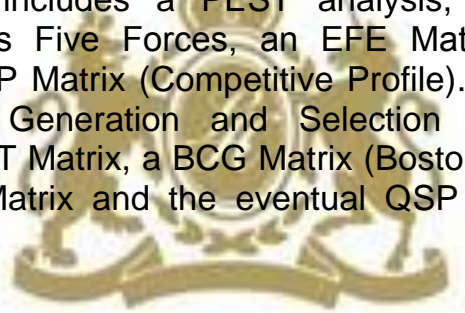 includes a PEST analysis,
s Five Forces, an EFE Mat
P Matrix (Competitive Profile).
Generation and Selection
T Matrix, a BCG Matrix (Bosto
Matrix and the eventual QSP